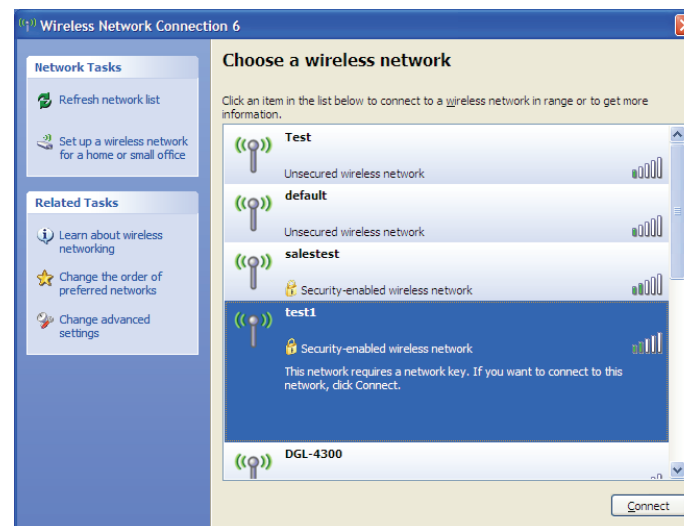 Wireless Network Connection 6
Network Tasks
Refresh network list
Set up a wireless network
for a home or small office
Related Tasks
Learn about wireless
networking
Change the order of
preferred networks
Change advanced
settings
Choose a wireless network
Click an item in the list below to connect to a wireless network in range or to get more
information.
Test
Unsecured wireless network
default
Unsecured wireless network
salestest
Security-enabled wireless network
test1
Security-enabled wireless network
This network requires a network key. If you want to connect to this
network, click Connect.
DGL-4300
Connect